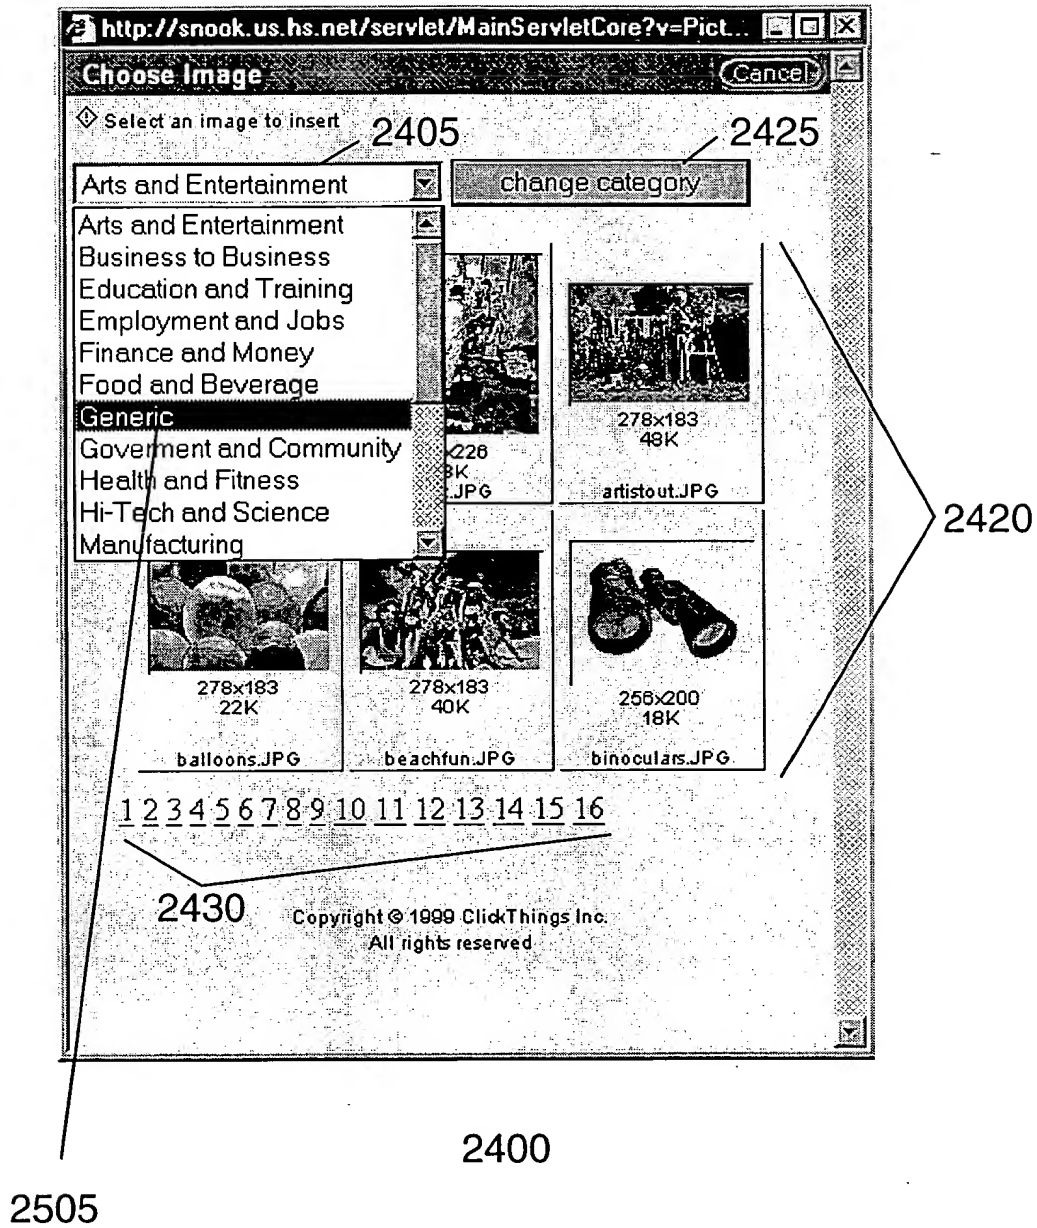 http://snook.us.hs.net/servlet/MainServletCore?v=Pict...
Choose Image
Cancel
Select an image to insert
2405
2425
Arts and Entertainment
change category
Arts and Entertainment
Business to Business
Education and Training
Employment and Jobs
Finance and Money
Food and Beverage
Generic
Goverment and Community
Health and Fitness
Hi-Tech and Science
Manufacturing
x226
.JPG
278x183
48K
artistout.JPG
2420
278x183
22K
balloons.JPG
278x183
40K
beachfun.JPG
256x200
18K
binoculars.JPG
1 2 3 4 5 6 7 8 9 10 11 12 13 14 15 16
2430
Copyright © 1999 ClickThings Inc.
All rights reserved
2400
2505